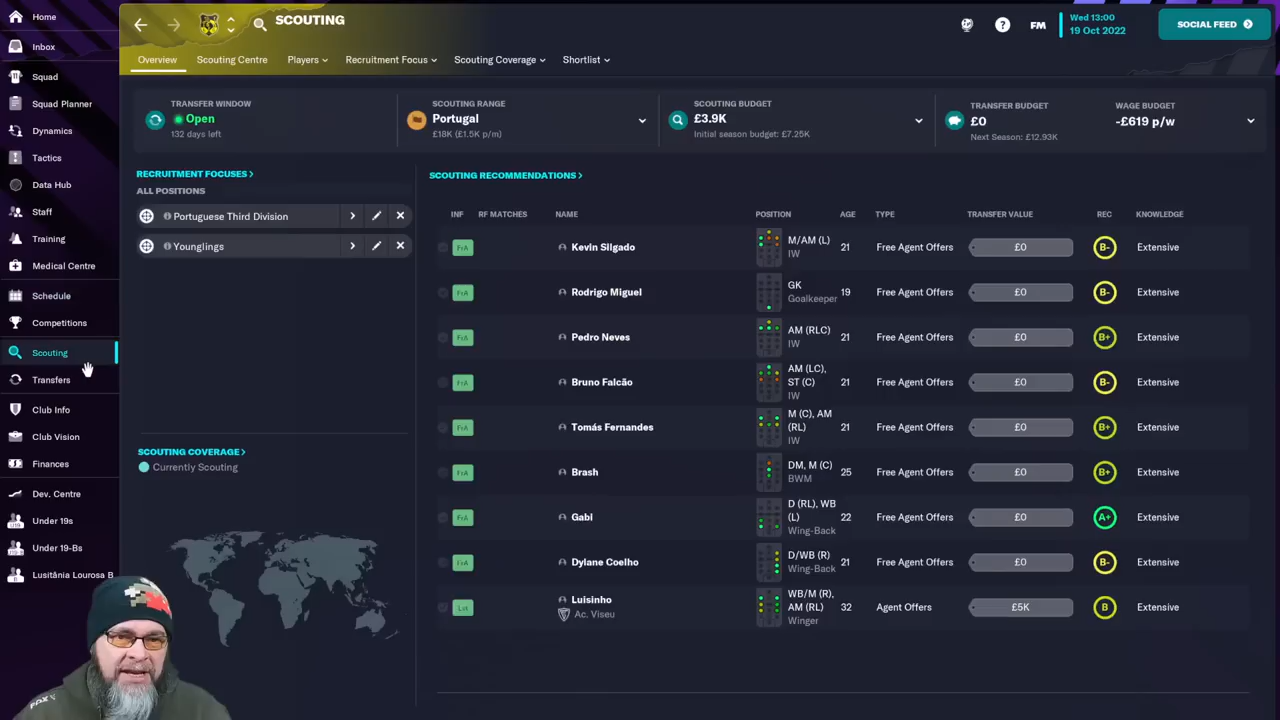 Home
Inbox
Squad
Squad Planner
Dynamics
Tactics
Data Hub
Staff
Training
Medical Centre
Schedule
Competitions
Scouting
Transfers
Club Info
Club Vision
Finances
Dev. Centre
Under 19s
Under 19-Bs
Lusitânia Lourosa B
SCOUTING
FM
Wed 13:00
19 Oct 2022
SOCIAL FEED
Overview Scouting Centre Players Recruitment Focus Scouting Coverage Shortlist
TRANSFER WINDOW
Open
132 days left
SCOUTING RANGE
Portugal
£18K (£1.5K p/m)
SCOUTING BUDGET
£3.9K
Initial season budget: £7.25K
TRANSFER BUDGET
£0
Next Season: £12.93K
WAGE BUDGET
-£619 p/w
RECRUITMENT FOCUSES >
ALL POSITIONS
Portuguese Third Division
Younglings
SCOUTING COVERAGE >
Currently Scouting
SCOUTING RECOMMENDATIONS >
INF RF MATCHES NAME POSITION AGE TYPE TRANSFER VALUE REC KNOWLEDGE
FrA Kevin Silgado M/AM (L) 21 Free Agent Offers £0 B- Extensive
IW
FrA Rodrigo Miguel GK 19 Free Agent Offers £0 B- Extensive
Goalkeeper
FrA Pedro Neves AM (RLC) 21 Free Agent Offers £0 B+ Extensive
IW
FrA Bruno Falcão AM (LC), 21 Free Agent Offers £0 B- Extensive
ST (C)
IW
FrA Tomás Fernandes M (C), AM 21 Free Agent Offers £0 B+ Extensive
(RL)
IW
FrA Brash DM, M (C) 25 Free Agent Offers £0 B+ Extensive
BWM
FrA Gabi D (RL), WB 22 Free Agent Offers £0 A+ Extensive
(L)
Wing-Back
FrA Dylane Coelho D/WB (R) 21 Free Agent Offers £0 B- Extensive
Wing-Back
Lst Luisinho WB/M (R), 32 Agent Offers £5K B Extensive
Ac. Viseu AM (RL)
Winger
FOX